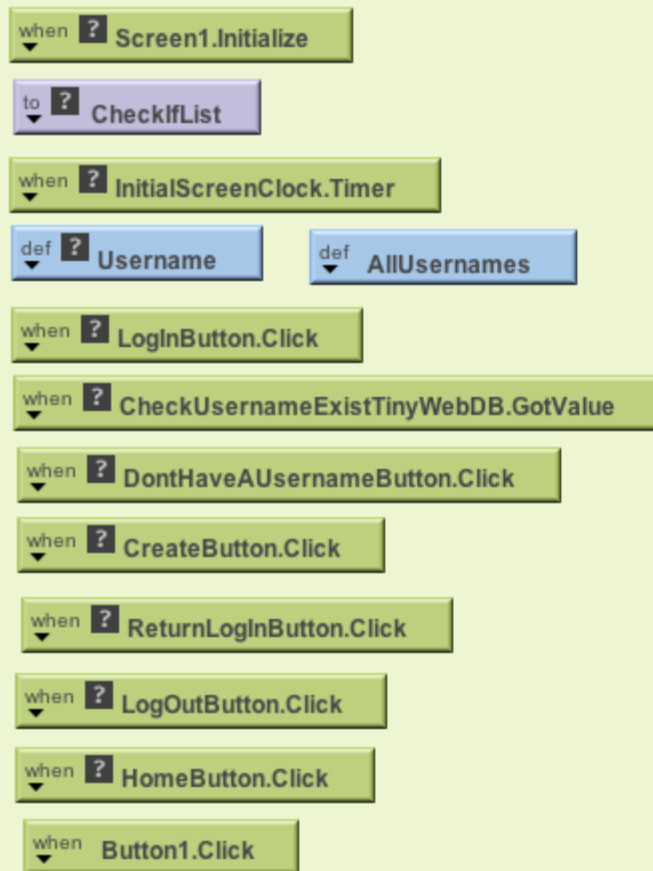 when ? Screen1.Initialize
to ? CheckIfList
when ? InitialScreenClock.Timer
def ? Username def AllUsernames
when ? LogInButton.Click
when ? CheckUsernameExistTinyWebDB.GotValue
when ? DontHaveAUsernameButton.Click
when ? CreateButton.Click
when ? ReturnLogInButton.Click
when ? LogOutButton.Click
when ? HomeButton.Click
when Button1.Click